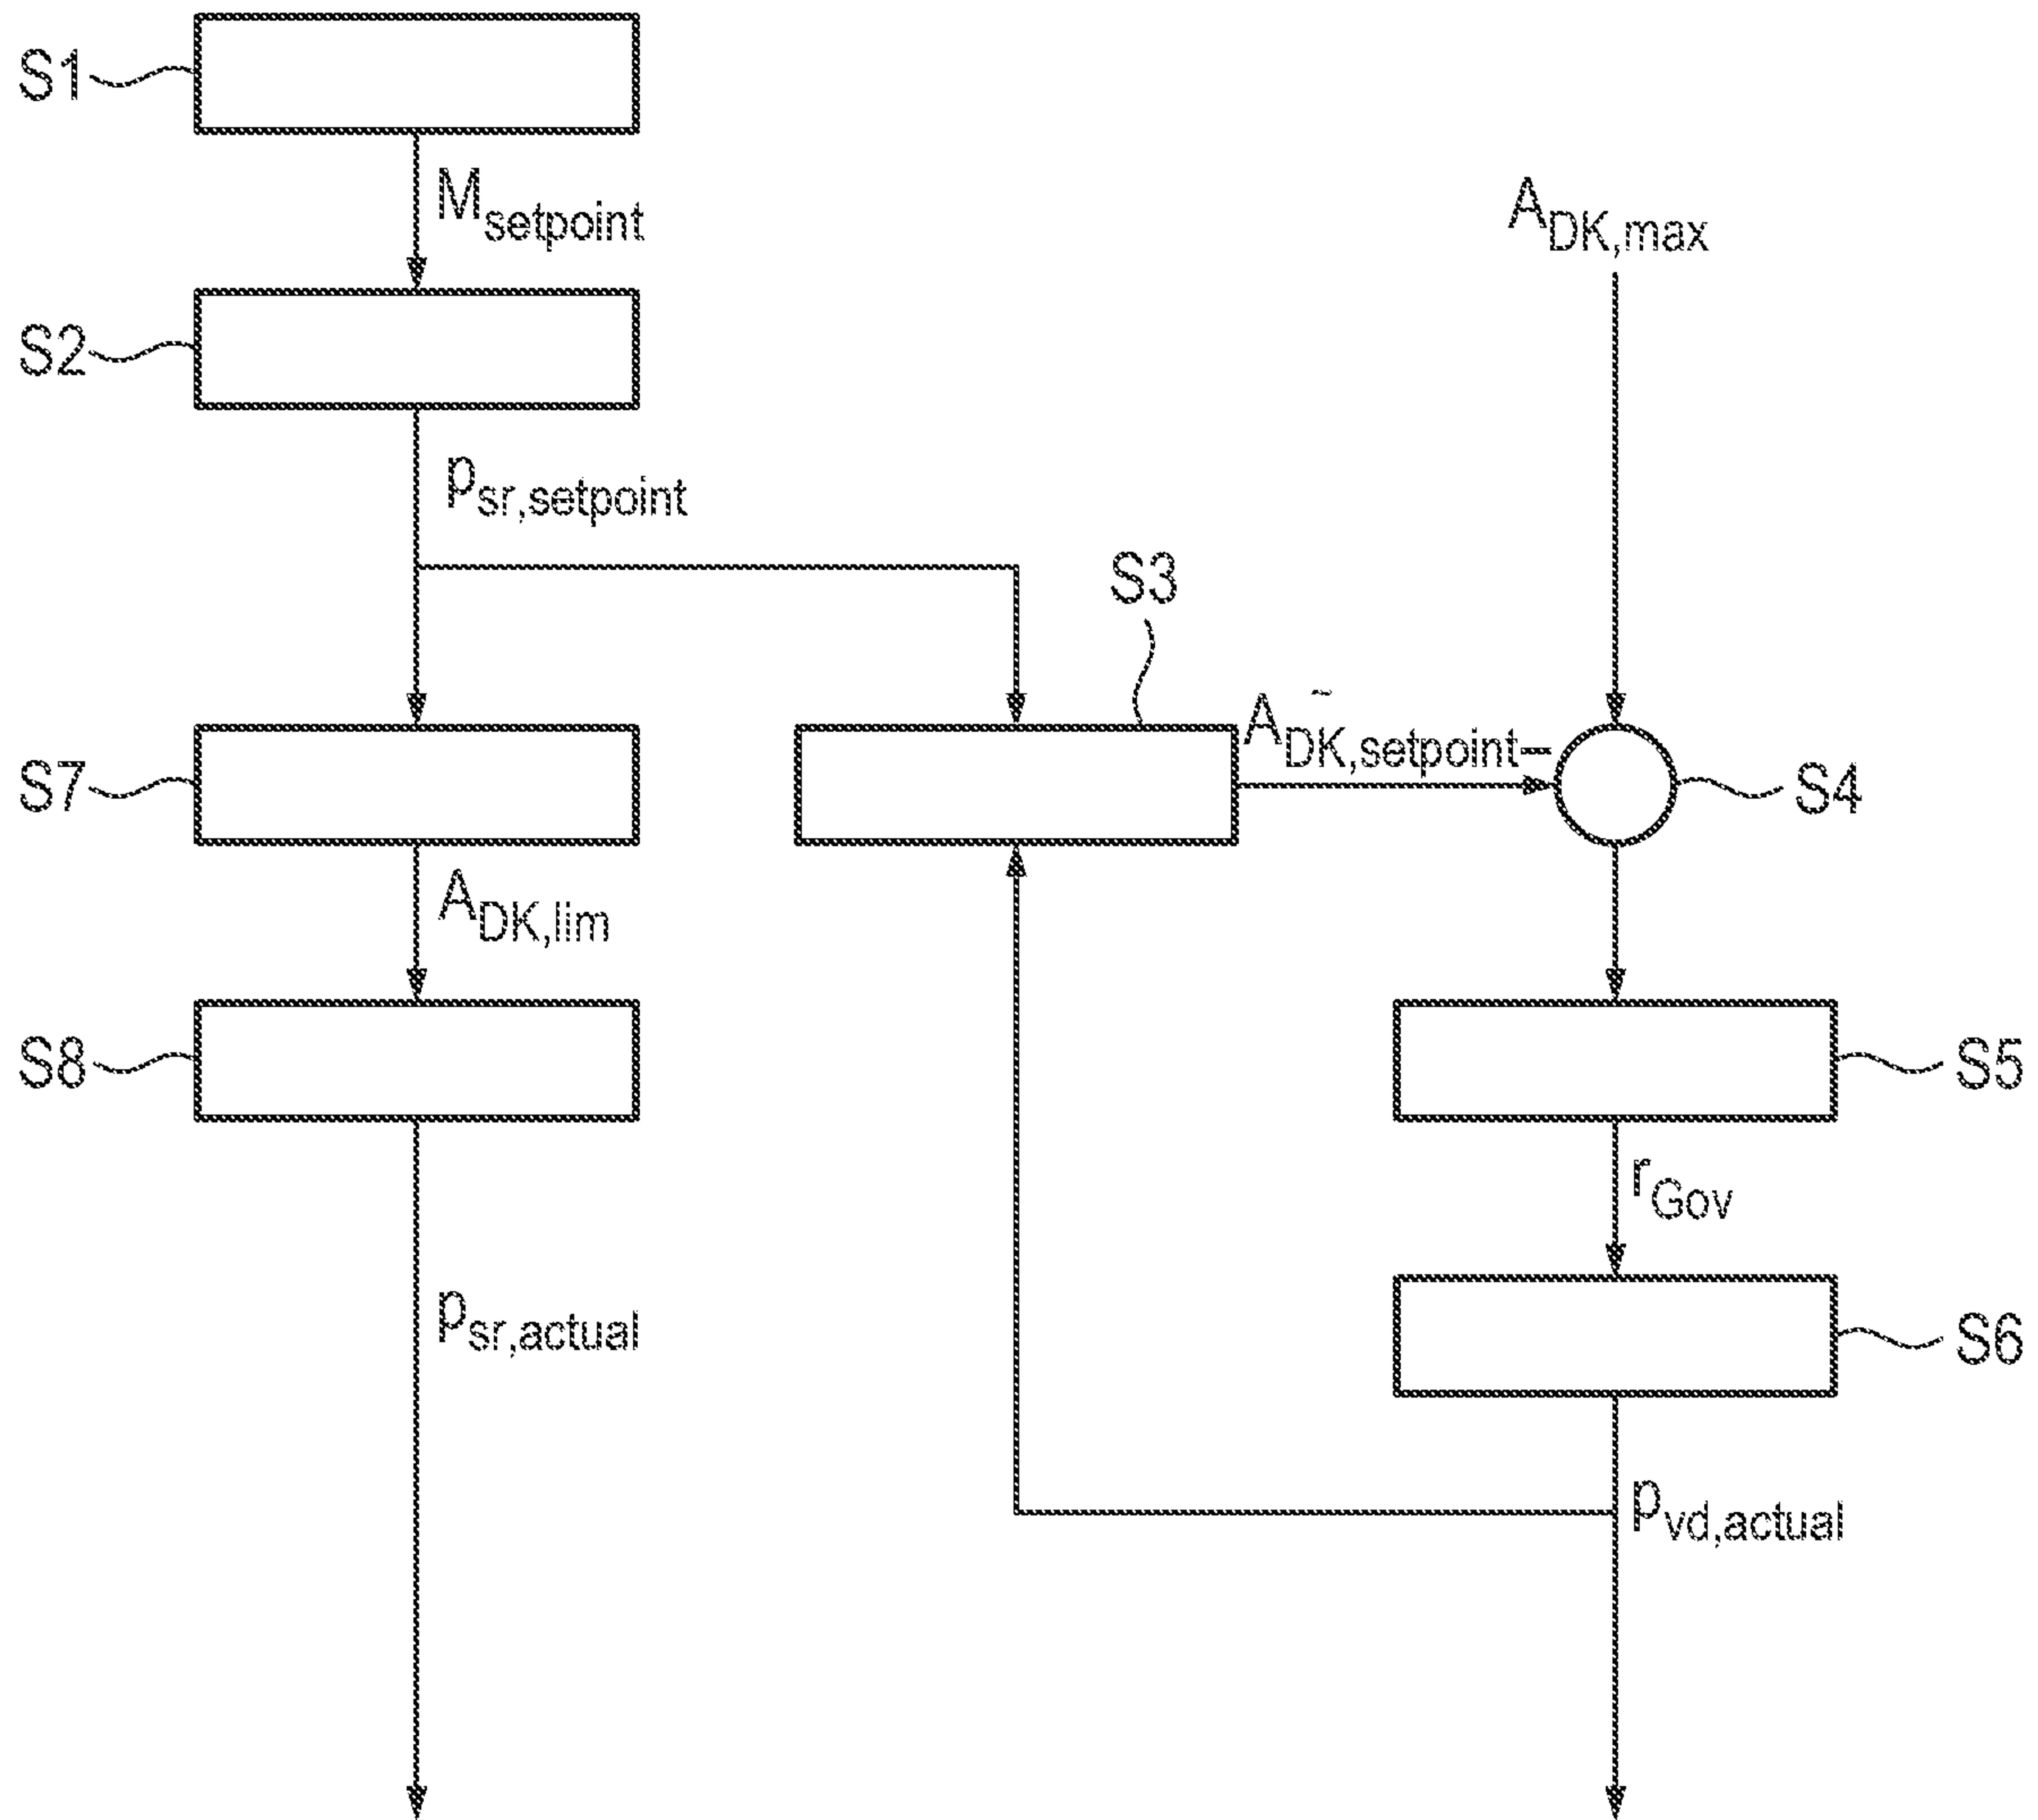 S1
M_setpoint
A_DK,max
S2
p_sr,setpoint
S3
Ã_DK,setpoint
−
S7
S4
A_DK,lim
S8
S5
r_Gov
p_sr,actual
S6
p_vd,actual